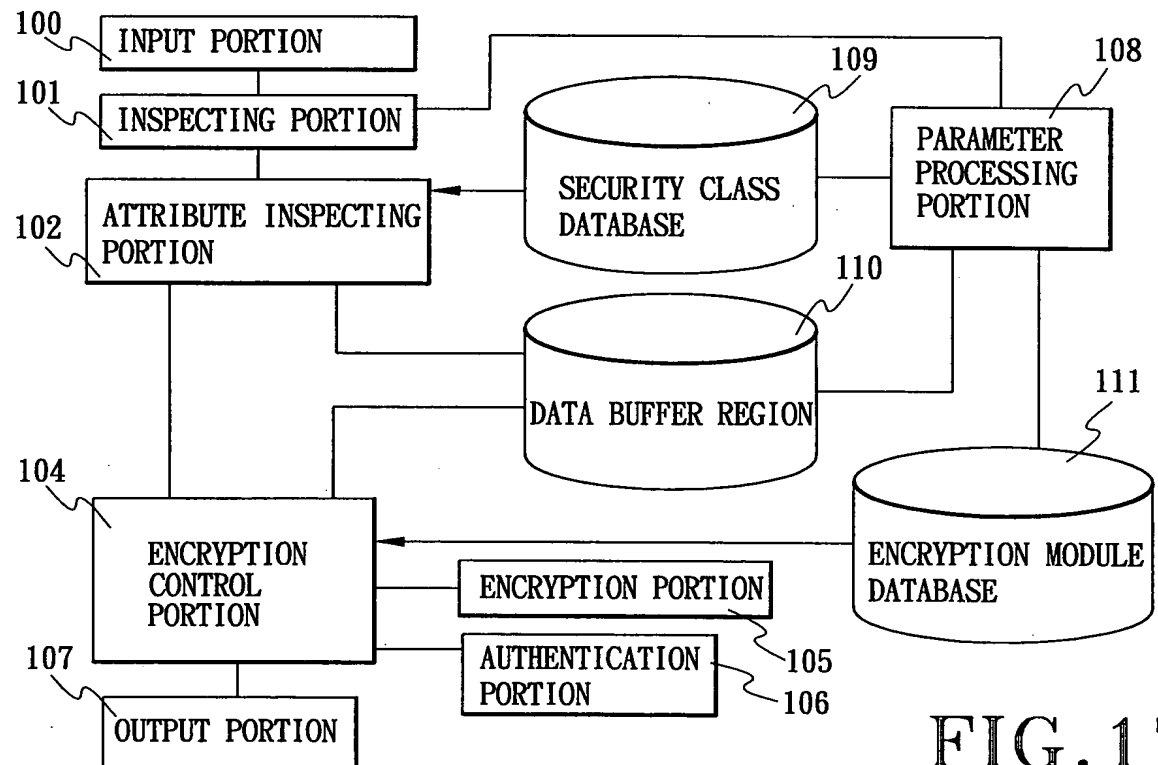 100
INPUT PORTION
101
INSPECTING PORTION
102
ATTRIBUTE INSPECTING
PORTION
109
SECURITY CLASS
DATABASE
108
PARAMETER
PROCESSING
PORTION
110
DATA BUFFER REGION
111
ENCRYPTION MODULE
DATABASE
104
ENCRYPTION
CONTROL
PORTION
ENCRYPTION PORTION
105
AUTHENTICATION
PORTION
106
107
OUTPUT PORTION
FIG.1